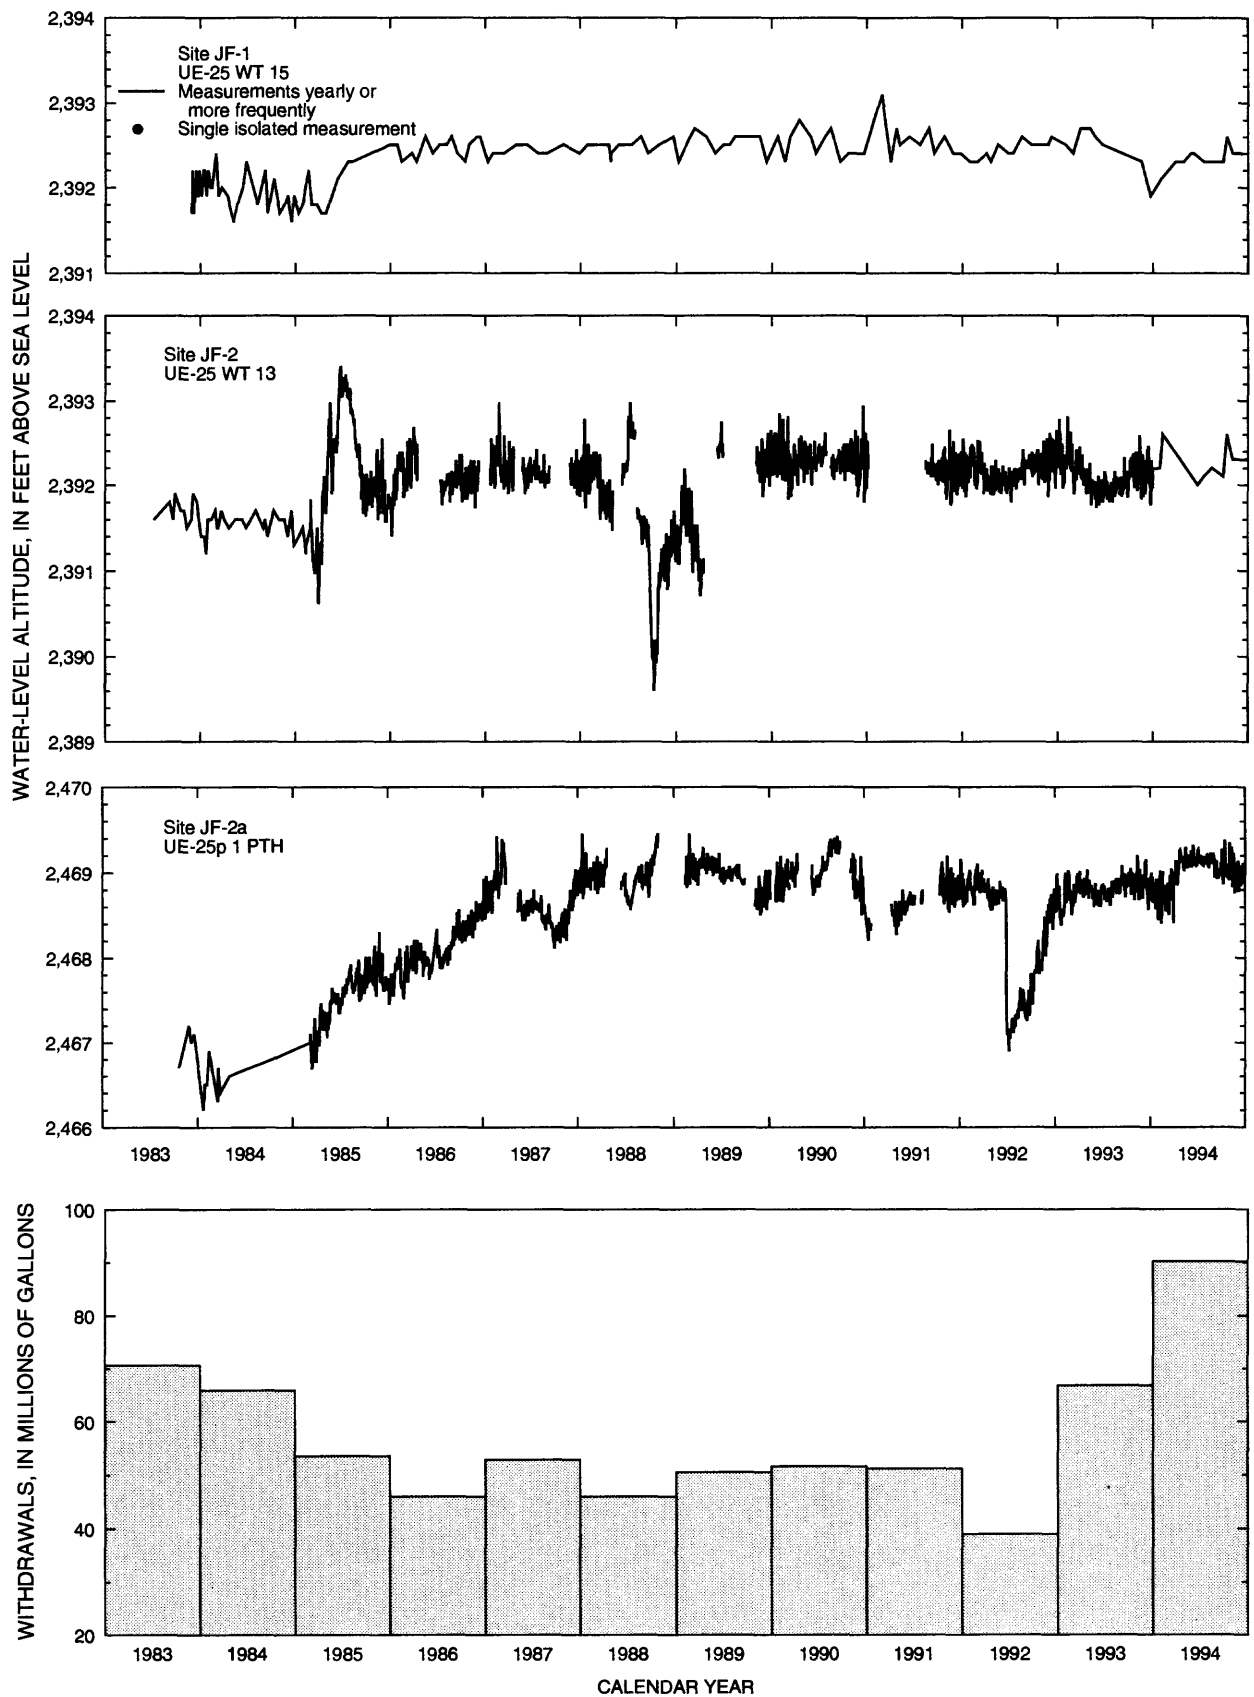 WATER-LEVEL ALTITUDE, IN FEET ABOVE SEA LEVEL
2,394
2,393
2,392
2,391
Site JF-1
UE-25 WT 15
Measurements yearly or
more frequently
Single isolated measurement
2,394
2,393
2,392
2,391
2,390
2,389
Site JF-2
UE-25 WT 13
2,470
2,469
2,468
2,467
2,466
Site JF-2a
UE-25p 1 PTH
1983 1984 1985 1986 1987 1988 1989 1990 1991 1992 1993 1994
WITHDRAWALS, IN MILLIONS OF GALLONS
100
80
60
40
20
1983 1984 1985 1986 1987 1988 1989 1990 1991 1992 1993 1994
CALENDAR YEAR